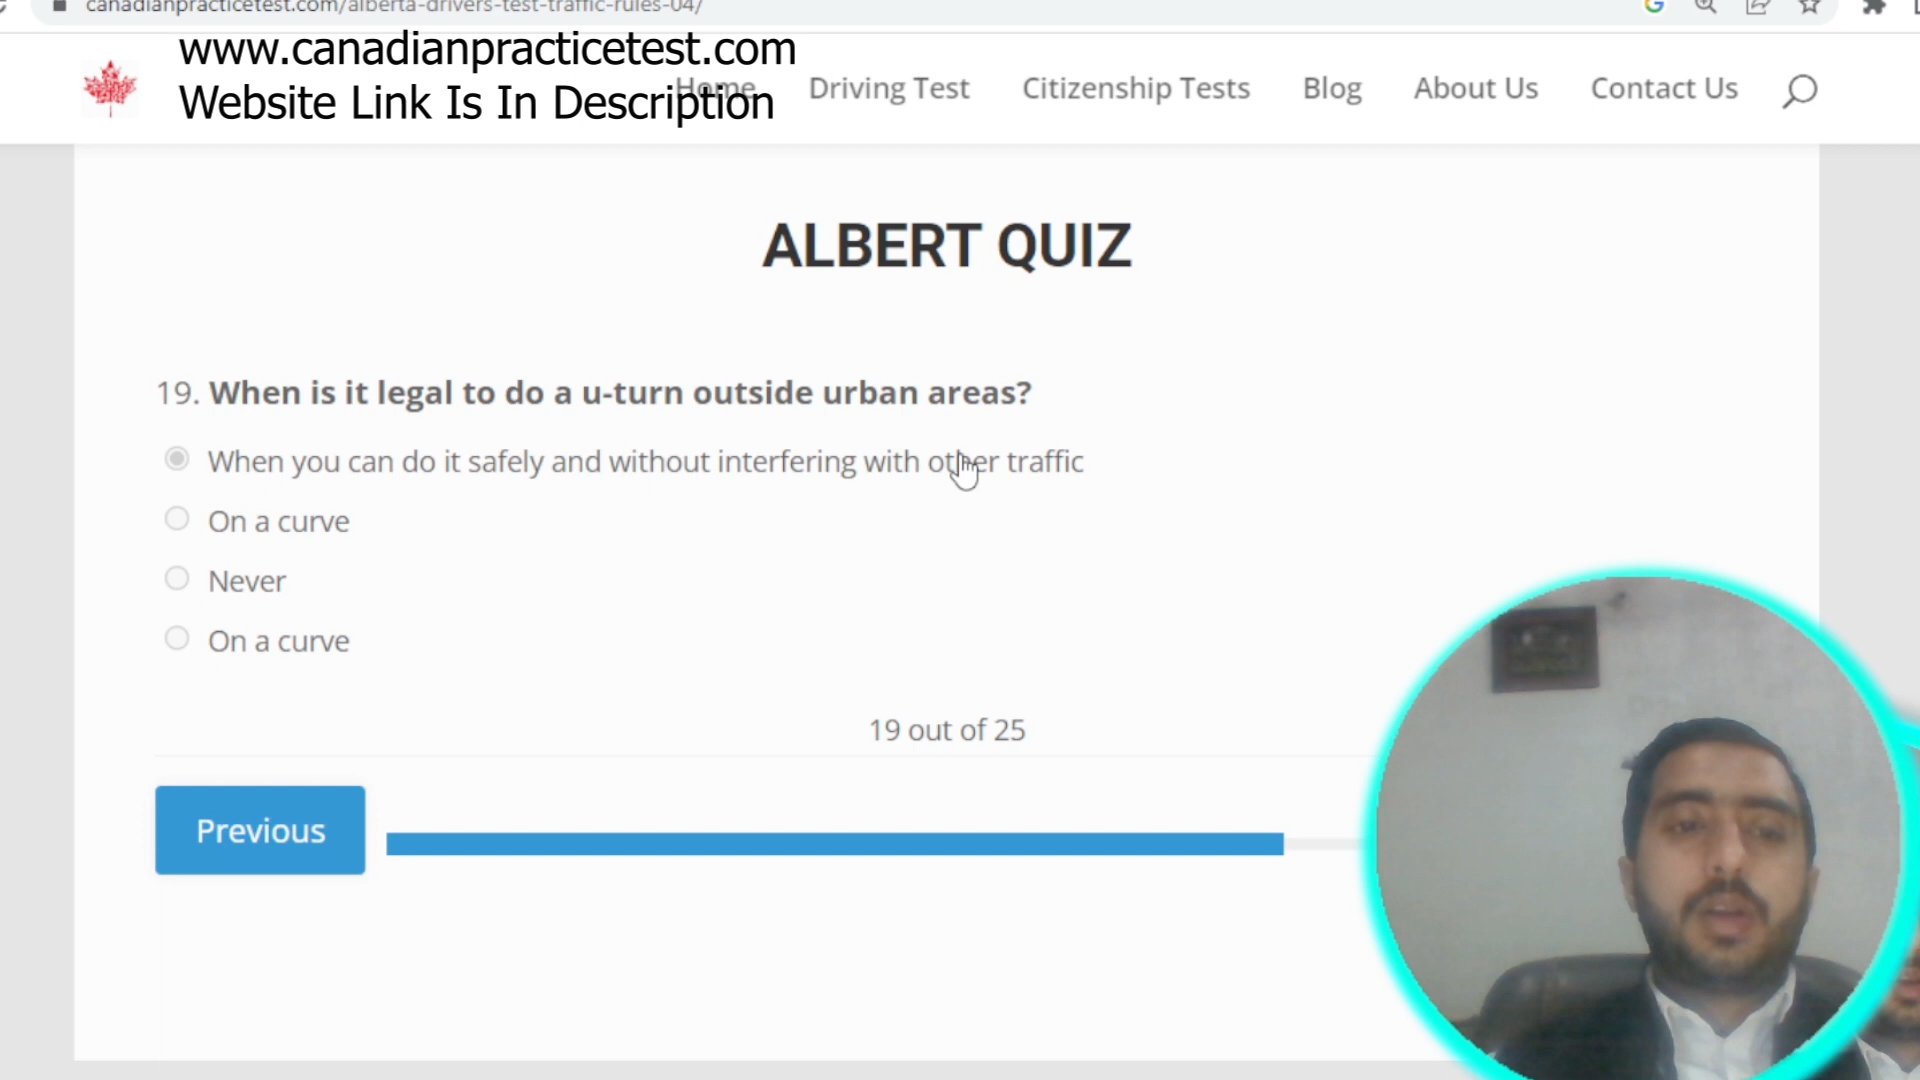 canadianpracticetest.com/alberta-drivers-test-traffic-rules-04/
www.canadianpracticetest.com
Website Link Is In Description
Home
Driving Test
Citizenship Tests
Blog
About Us
Contact Us
ALBERT QUIZ
19. When is it legal to do a u-turn outside urban areas?
When you can do it safely and without interfering with other traffic
On a curve
Never
On a curve
19 out of 25
Previous